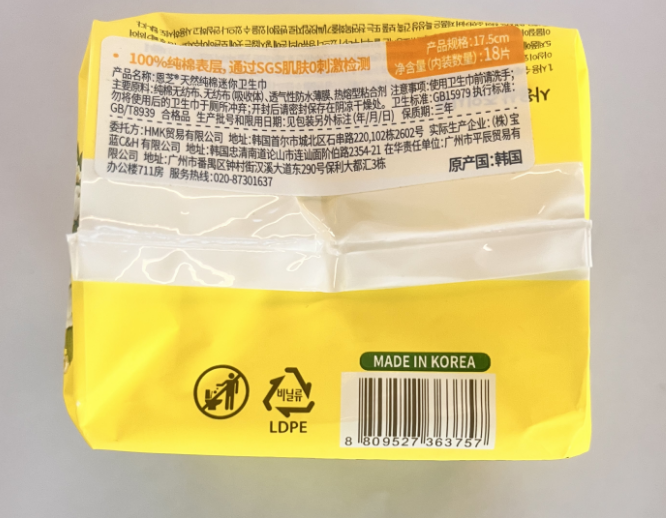 产品规格:17.5cm
净含量(内装数量):18片
100%纯棉表层,通过SGS肌肤0刺激检测
产品名称:恩芝®天然纯棉迷你卫生巾
主要原料:纯棉无纺布、无纺布(吸收体)、透气性防水薄膜、热熔型粘合剂 注意事项:使用卫生巾前请洗手;
勿将使用后的卫生巾于厕所冲弃;开封后请密封保存在阴凉干燥处。 卫生标准:GB15979 执行标准:
GB/T8939 合格品 生产批号和限用日期:见包装另外标注(年/月/日) 保质期:三年
委托方:HMK贸易有限公司 地址:韩国首尔市城北区石串路220,102栋2602号 实际生产企业:(株)宝
蓝C&H有限公司 地址:韩国忠清南道论山市连山面阶伯路2354-21 在华责任单位:广州市平辰贸易有
限公司 地址:广州市番禺区钟村街汉溪大道东290号保利大都汇3栋
办公楼711房 服务热线:020-87301637
原产国:韩国
MADE IN KOREA
비닐류
LDPE
8 809527 363757